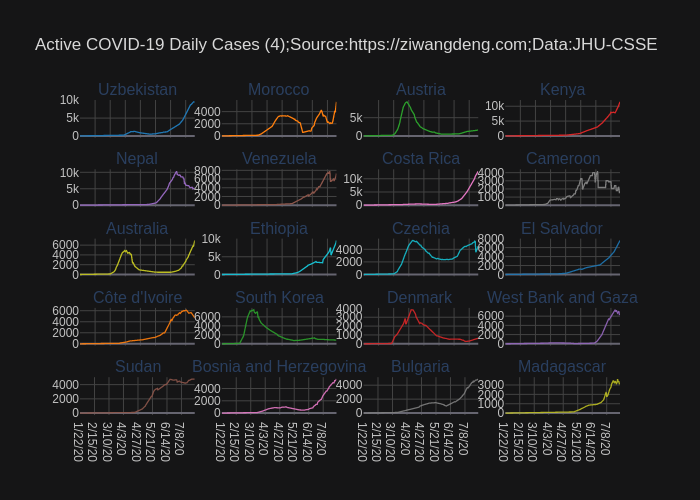 Active COVID-19 Daily Cases (4);Source:https://ziwangdeng.com;Data:JHU-CSSE
Uzbekistan Morocco Austria Kenya
10k
5k
0
4000
2000
0
5k
0
10k
5k
0
Nepal Venezuela Costa Rica Cameroon
10k
5k
0
8000
6000
4000
2000
0
10k
5k
0
4000
3000
2000
1000
0
Australia Ethiopia Czechia El Salvador
6000
4000
2000
0
10k
5k
0
4000
2000
0
8000
6000
4000
2000
0
Côte d'Ivoire South Korea Denmark West Bank and Gaza
6000
4000
2000
0
6000
4000
2000
0
4000
3000
2000
1000
0
6000
4000
2000
0
Sudan Bosnia and Herzegovina Bulgaria Madagascar
4000
2000
0
4000
2000
0
4000
2000
0
3000
2000
1000
0
1/22/20 2/15/20 3/10/20 4/3/20 4/27/20 5/21/20 6/14/20 7/8/20
1/22/20 2/15/20 3/10/20 4/3/20 4/27/20 5/21/20 6/14/20 7/8/20
1/22/20 2/15/20 3/10/20 4/3/20 4/27/20 5/21/20 6/14/20 7/8/20
1/22/20 2/15/20 3/10/20 4/3/20 4/27/20 5/21/20 6/14/20 7/8/20